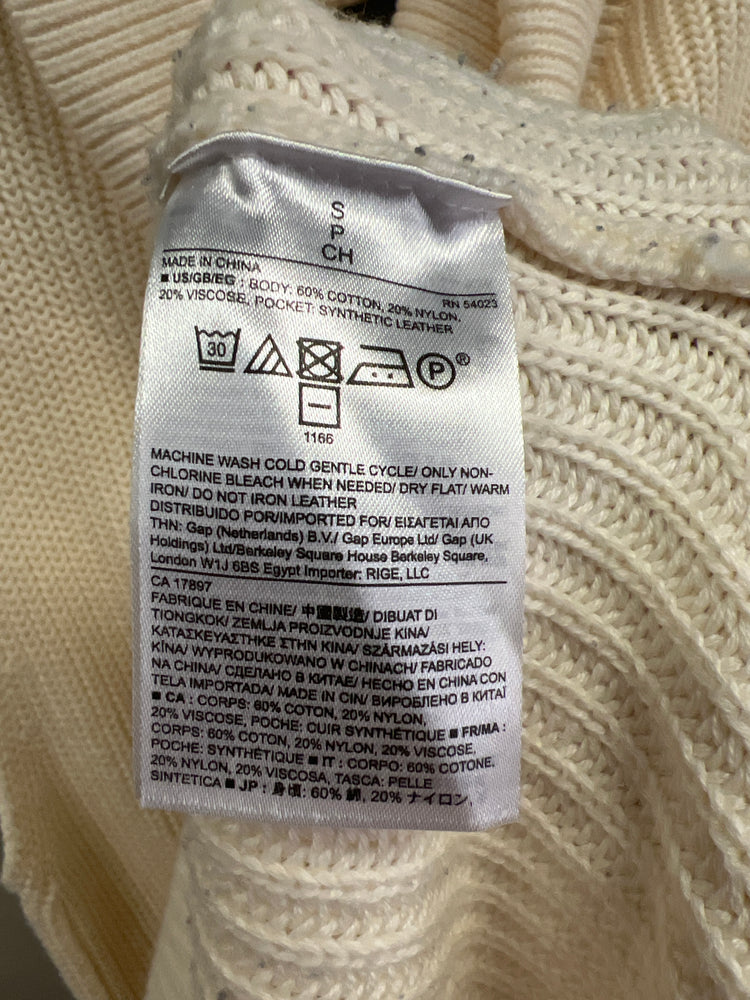 S
P
CH
MADE IN CHINA
RN 54023
■ US/GB/EG : BODY: 60% COTTON, 20% NYLON,
20% VISCOSE, POCKET: SYNTHETIC LEATHER
30
P®
1166
MACHINE WASH COLD GENTLE CYCLE/ ONLY NON-
CHLORINE BLEACH WHEN NEEDED/ DRY FLAT/ WARM
IRON/ DO NOT IRON LEATHER
DISTRIBUIDO POR/IMPORTED FOR/ ΕΙΣΑΓΕΤΑΙ ΑΠΟ
ΤΗΝ: Gap (Netherlands) B.V./ Gap Europe Ltd/ Gap (UK
Holdings) Ltd/Berkeley Square House Berkeley Square,
London W1J 6BS Egypt Importer: RIGE, LLC
CA 17897
FABRIQUE EN CHINE/ 中國製造/ DIBUAT DI
TIONGKOK/ ZEMLJA PROIZVODNJE KINA/
ΚΑΤΑΣΚΕΥΑΣΤΗΚΕ ΣΤΗΝ ΚΙΝΑ/ SZÁRMAZÁSI HELY:
KÍNA/ WYPRODUKOWANO W CHINACH/ FABRICADO
NA CHINA/ СДЕЛАНО В КИТАЕ/ HECHO EN CHINA CON
TELA IMPORTADA/ MADE IN CIN/ ВИРОБЛЕНО В КИТАЇ
■ CA : CORPS: 60% COTON, 20% NYLON,
20% VISCOSE, POCHE: CUIR SYNTHÉTIQUE ■ FR/MA :
CORPS: 60% COTON, 20% NYLON, 20% VISCOSE,
POCHE: SYNTHÉTIQUE ■ IT : CORPO: 60% COTONE,
20% NYLON, 20% VISCOSA, TASCA: PELLE
SINTETICA ■ JP : 身頃: 60% 綿, 20% ナイロン,